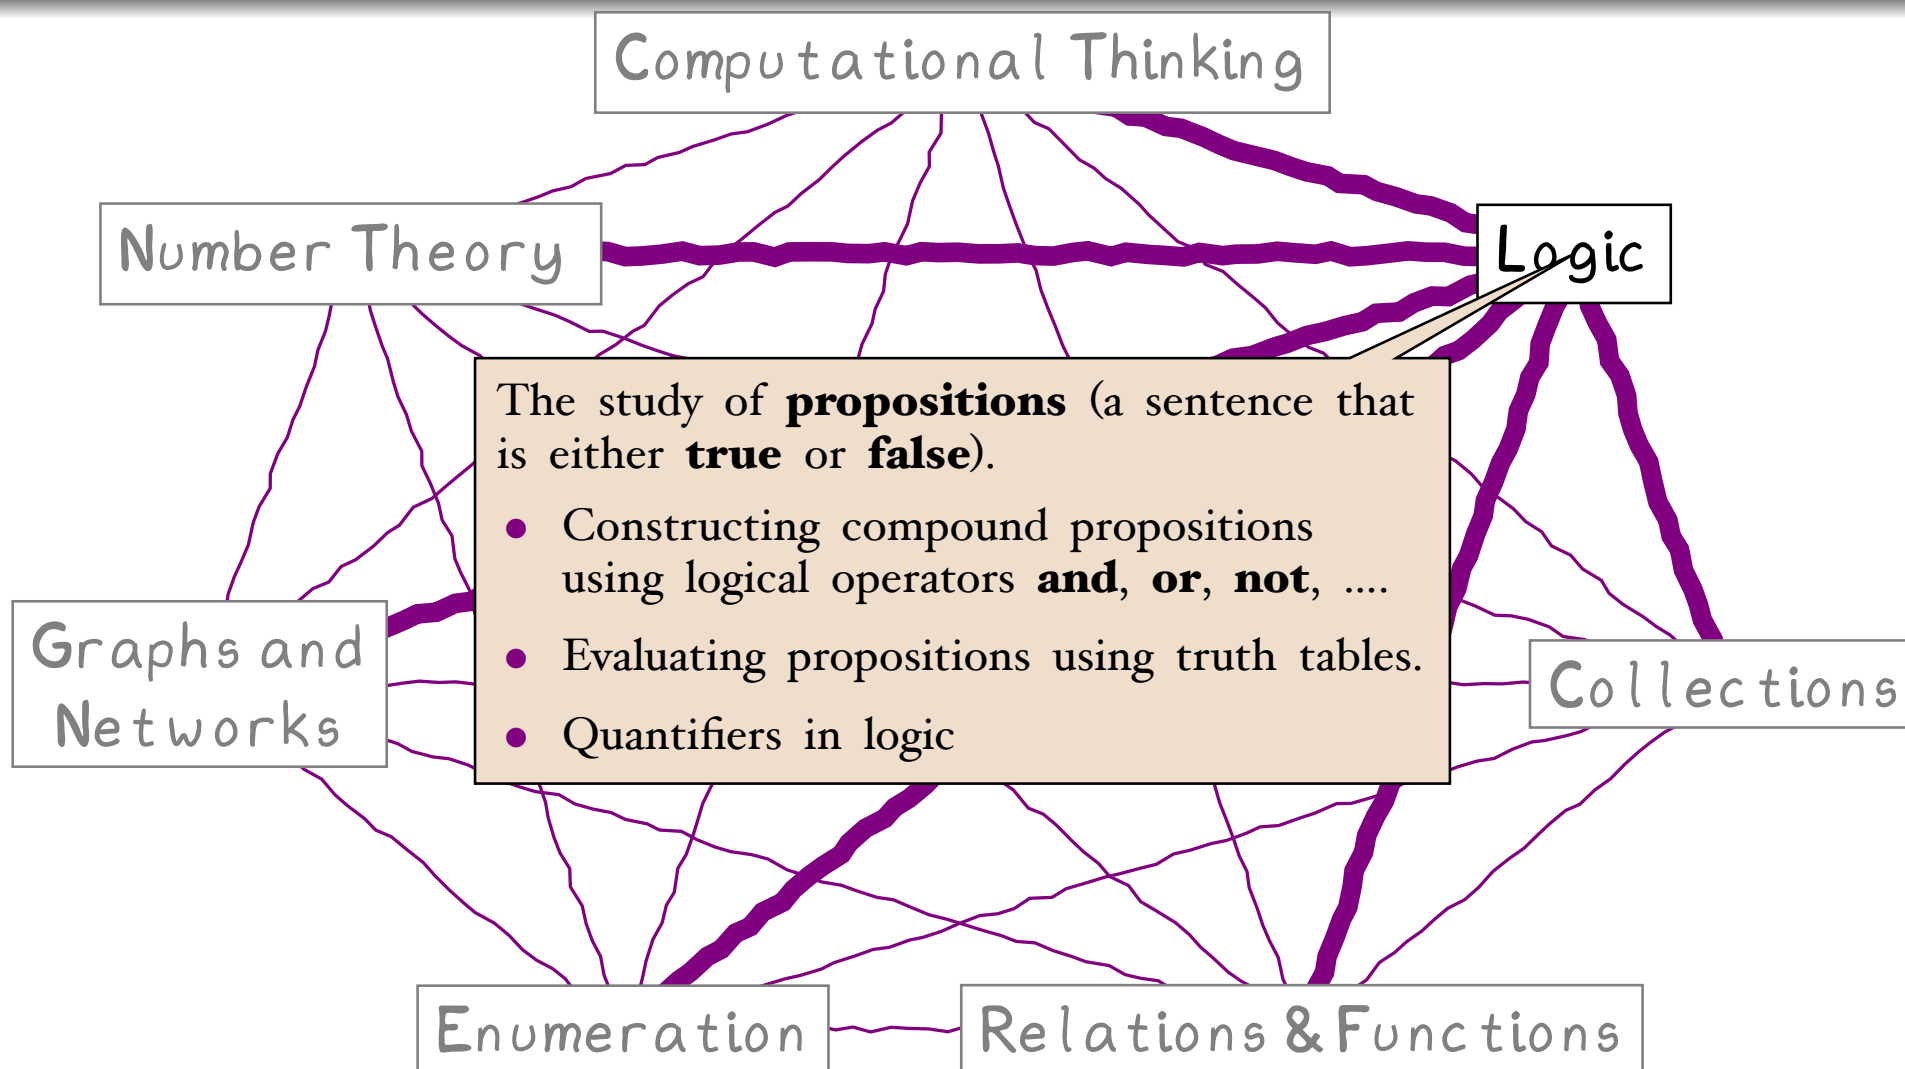 Computational Thinking
Number Theory
Logic
The study of propositions (a sentence that
is either true or false).
● Constructing compound propositions
using logical operators and, or, not, ....
● Evaluating propositions using truth tables.
● Quantifiers in logic
Graphs and
Networks
Collections
Enumeration
Relations & Functions